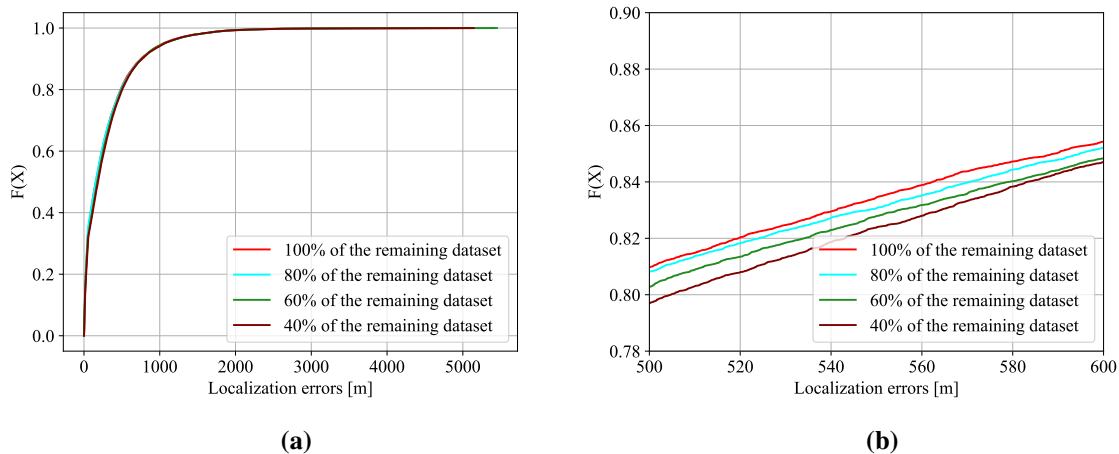 1.0
0.8
0.6
0.4
0.2
0.0
F(X)
0
1000
2000
3000
4000
5000
Localization errors [m]
100% of the remaining dataset
80% of the remaining dataset
60% of the remaining dataset
40% of the remaining dataset
(a)
0.90
0.88
0.86
0.84
0.82
0.80
0.78
F(X)
500
520
540
560
580
600
Localization errors [m]
100% of the remaining dataset
80% of the remaining dataset
60% of the remaining dataset
40% of the remaining dataset
(b)